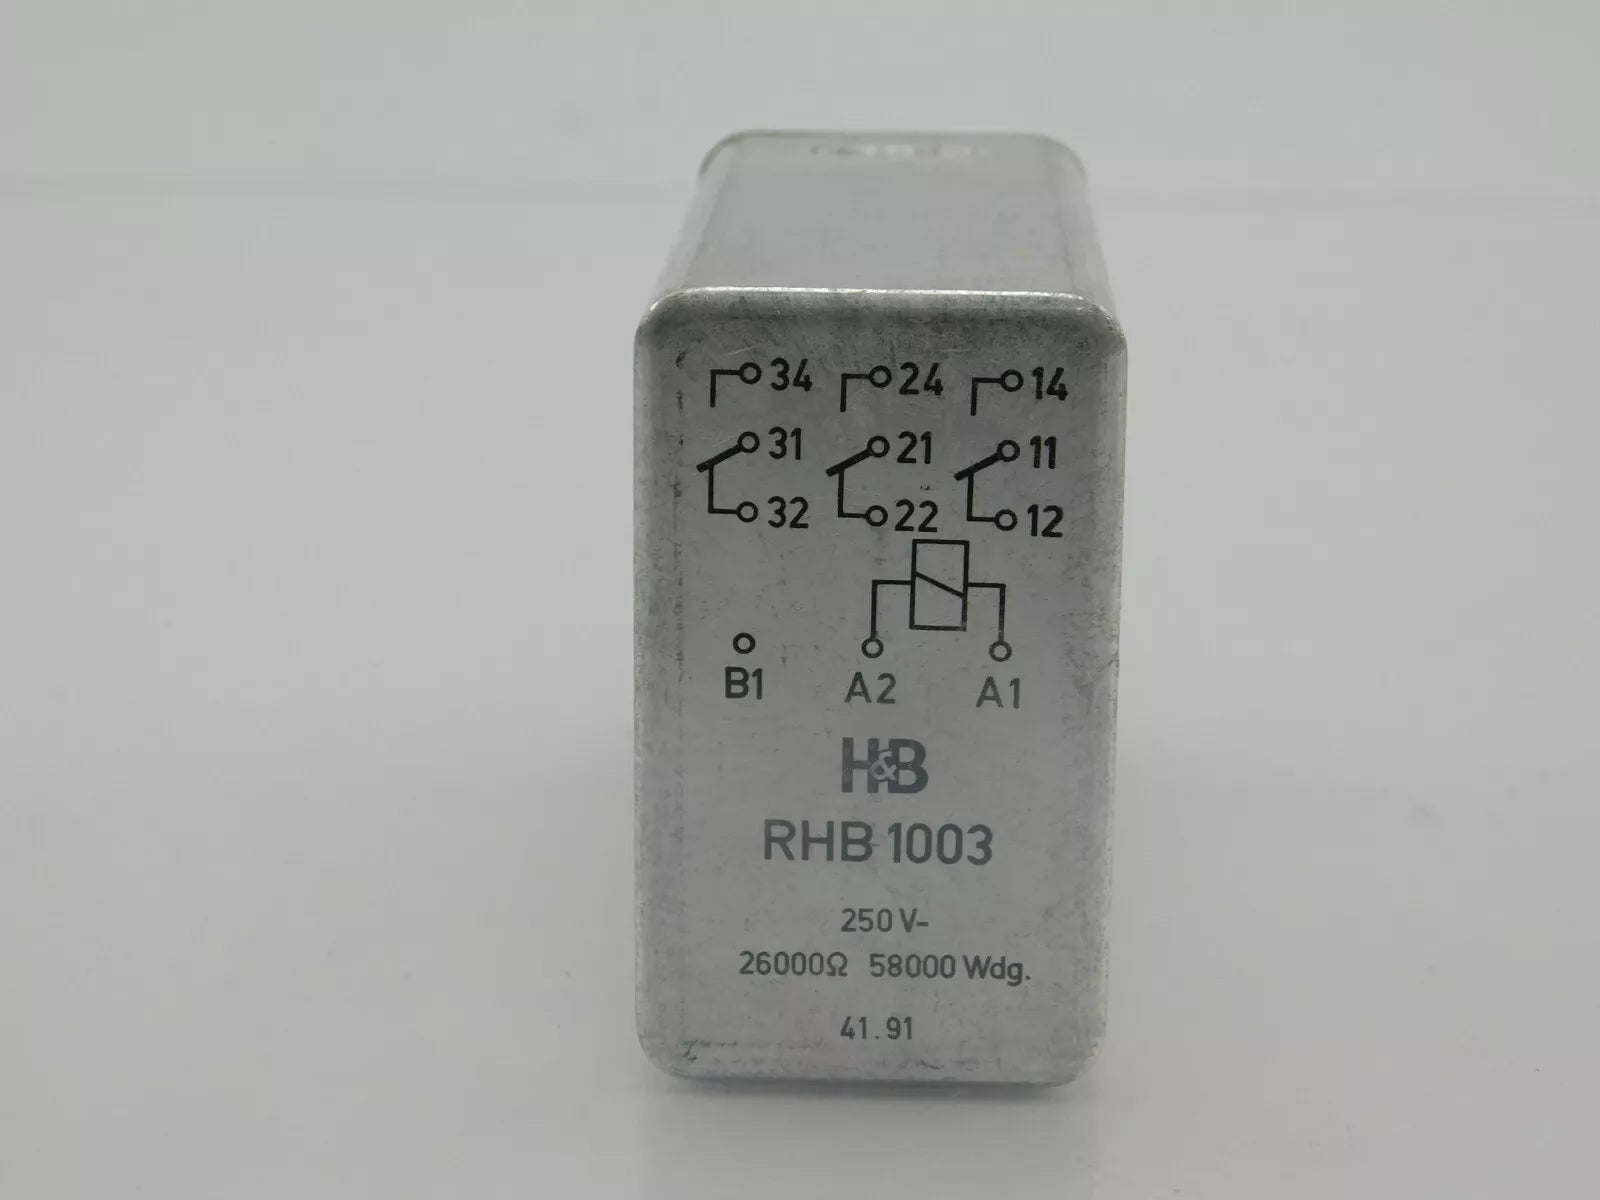 34 24 14
31 21 11
32 22 12
B1 A2 A1
H&B
RHB 1003
250 V-
26000Ω 58000 Wdg.
41.91